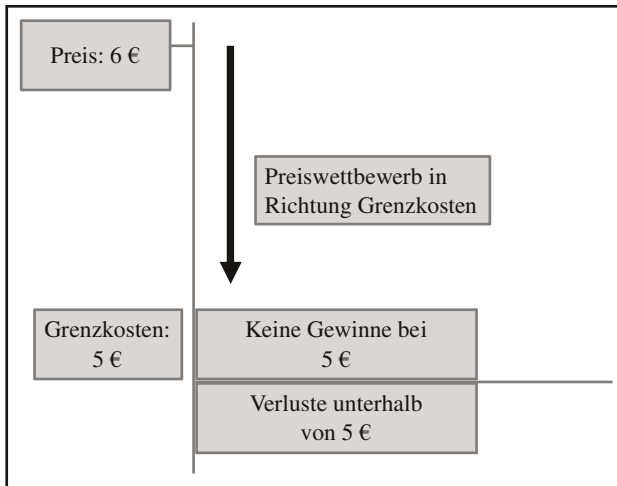 Preis: 6 €
Preiswettbewerb in
Richtung Grenzkosten
Grenzkosten:
5 €
Keine Gewinne bei
5 €
Verluste unterhalb
von 5 €